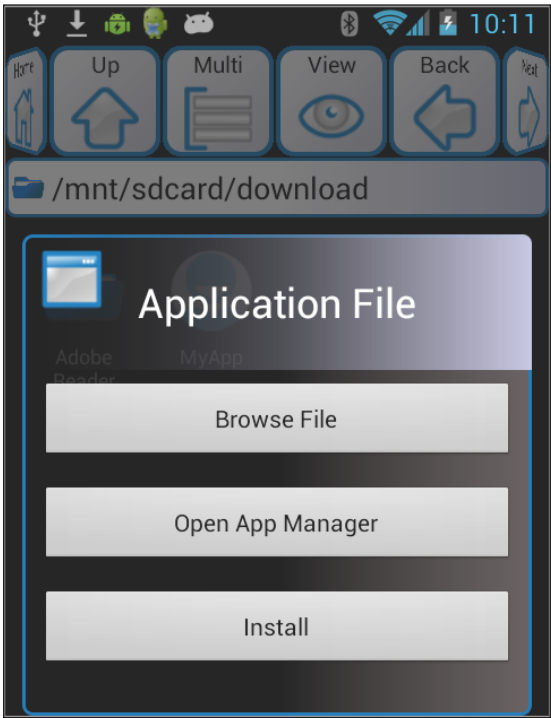 10:11
Home
Up
Multi
View
Back
Next
/mnt/sdcard/download
Application File
Adobe
Reader
MyApp
Browse File
Open App Manager
Install